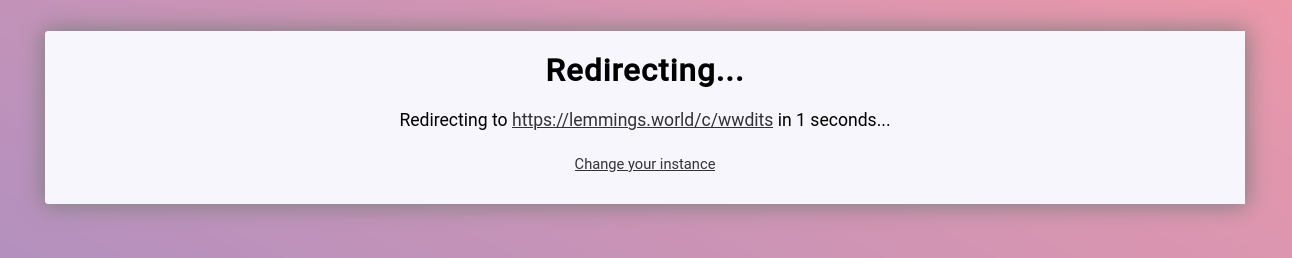 Redirecting...
Redirecting to https://lemmings.world/c/wwdits in 1 seconds...
Change your instance